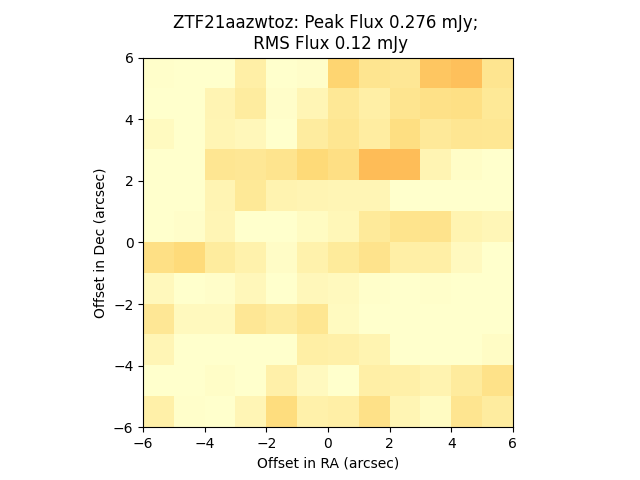 ZTF21aazwtoz: Peak Flux 0.276 mJy;
RMS Flux 0.12 mJy
6
4
2
0
−2
−4
−6
Offset in Dec (arcsec)
−6 −4 −2 0 2 4 6
Offset in RA (arcsec)